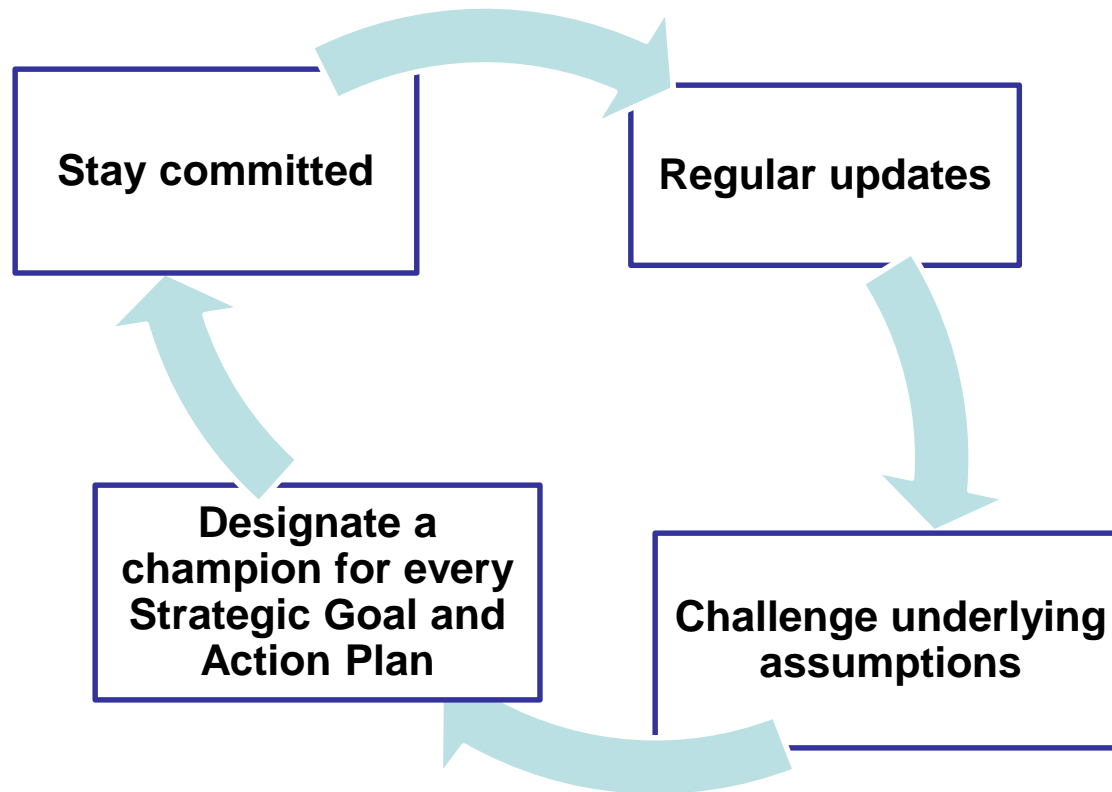 Stay committed
Regular updates
Designate a
champion for every
Strategic Goal and
Action Plan
Challenge underlying
assumptions